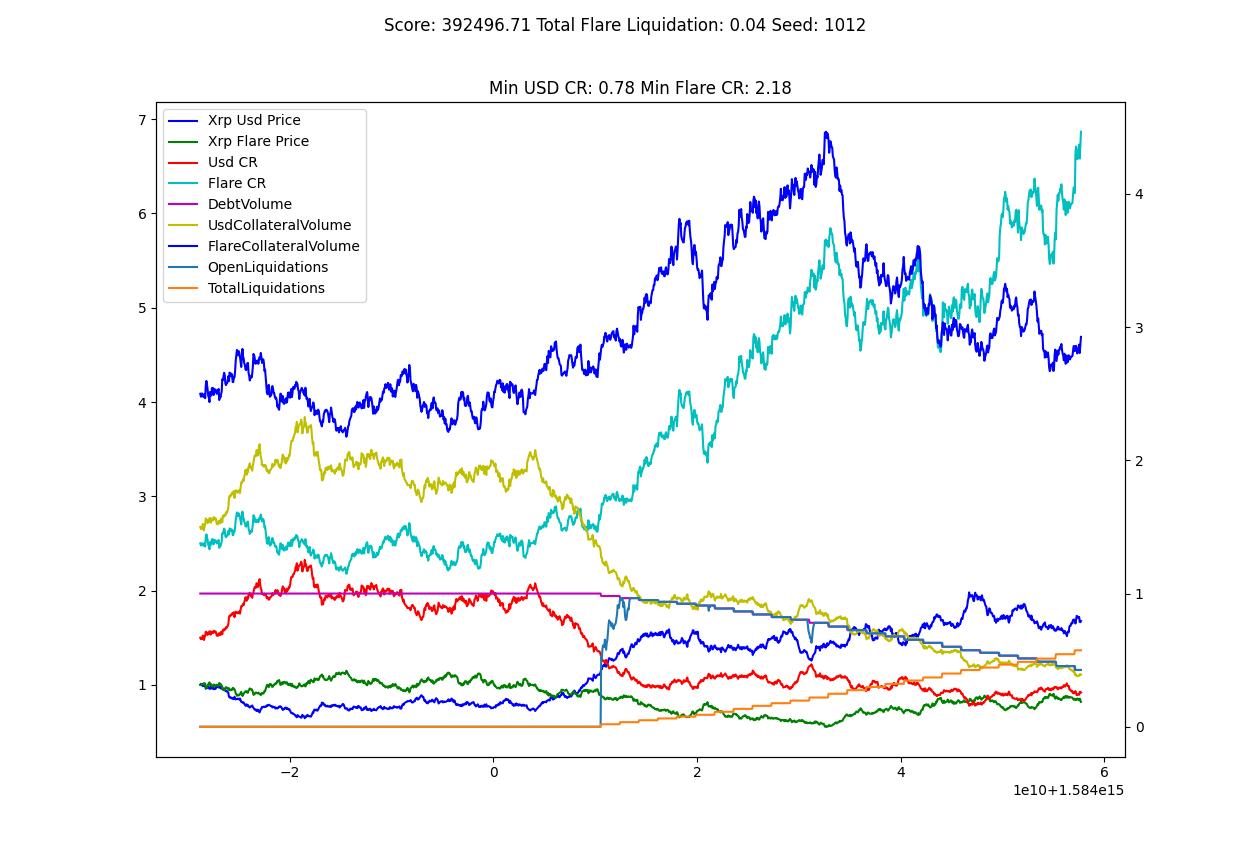 Score: 392496.71 Total Flare Liquidation: 0.04 Seed: 1012
Min USD CR: 0.78 Min Flare CR: 2.18
Xrp Usd Price
Xrp Flare Price
Usd CR
Flare CR
DebtVolume
UsdCollateralVolume
FlareCollateralVolume
OpenLiquidations
TotalLiquidations
7
6
5
4
3
2
1
4
3
2
1
0
−2
0
2
4
6
1e10+1.584e15